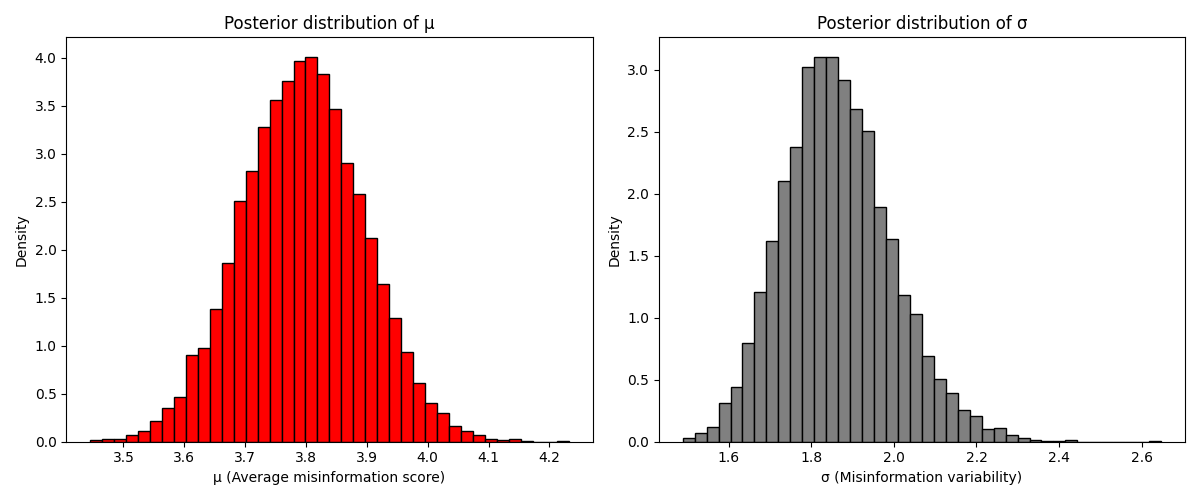 Posterior distribution of μ
Density
4.0
3.5
3.0
2.5
2.0
1.5
1.0
0.5
0.0
3.5 3.6 3.7 3.8 3.9 4.0 4.1 4.2
μ (Average misinformation score)
Posterior distribution of σ
Density
3.0
2.5
2.0
1.5
1.0
0.5
0.0
1.6 1.8 2.0 2.2 2.4 2.6
σ (Misinformation variability)